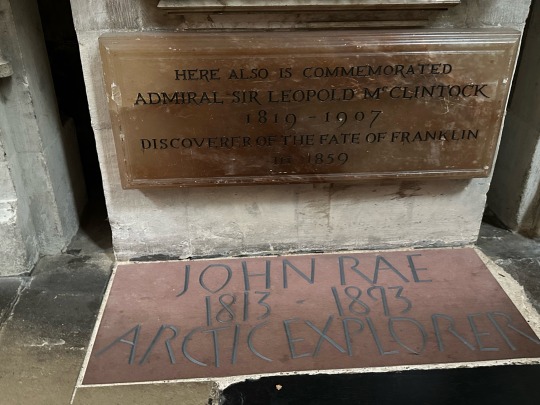 HERE ALSO IS COMMEMORATED
ADMIRAL SIR LEOPOLD McCLINTOCK
1819 - 1907
DISCOVERER OF THE FATE OF FRANKLIN
IN 1859
JOHN RAE
1813 - 1893
ARCTIC EXPLORER